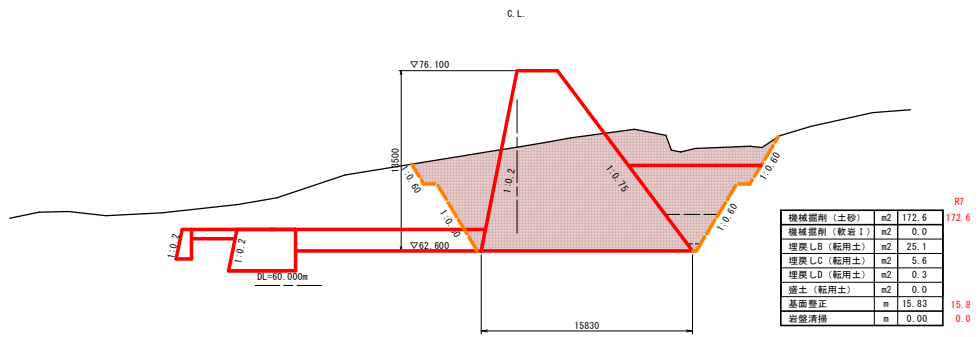 C.L.
▽76.100
13500
1:0.60
1:0.2
1:0.75
1:0.60
1:0.60
1:0.60
1:0.2
1:0.2
▽62.600
DL=60.000m
15830
R7
機械掘削（土砂） m2 172.6 172.6
機械掘削（軟岩Ⅰ） m2 0.0
埋戻しB（転用土） m2 25.1
埋戻しC（転用土） m2 5.6
埋戻しD（転用土） m2 0.3
盛土（転用土） m2 0.0
基面整正 m 15.83 15.8
岩盤清掃 m 0.00 0.0